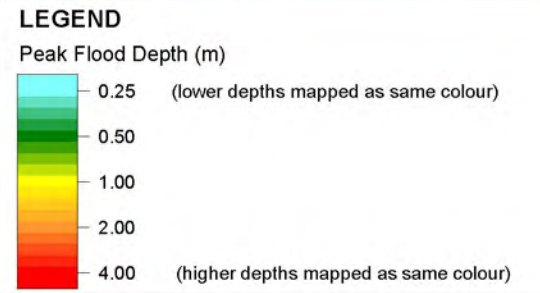 LEGEND
Peak Flood Depth (m)
0.25 (lower depths mapped as same colour)
0.50
1.00
2.00
4.00 (higher depths mapped as same colour)